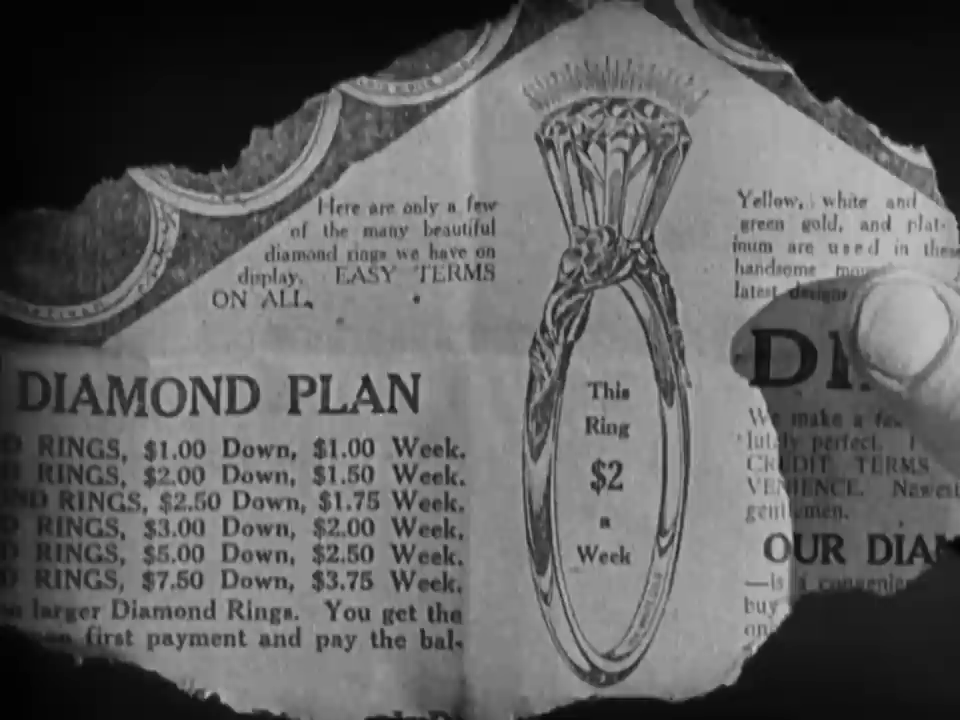 Here are only a few
of the many beautiful
diamond rings we have on
display. EASY TERMS
ON ALL.
DIAMOND PLAN
RINGS, $1.00 Down, $1.00 Week.
RINGS, $2.00 Down, $1.50 Week.
RINGS, $2.50 Down, $1.75 Week.
RINGS, $3.00 Down, $2.00 Week.
RINGS, $5.00 Down, $2.50 Week.
RINGS, $7.50 Down, $3.75 Week.
larger Diamond Rings. You get the
first payment and pay the bal-
This
Ring
$2
a
Week
Yellow, white and
green gold, and plat-
inum are used in these
handsome
latest designs
We make a
perfect.
CREDIT TERMS
VENIENCE. Newest
gentlemen.
OUR
—is a
buy
on